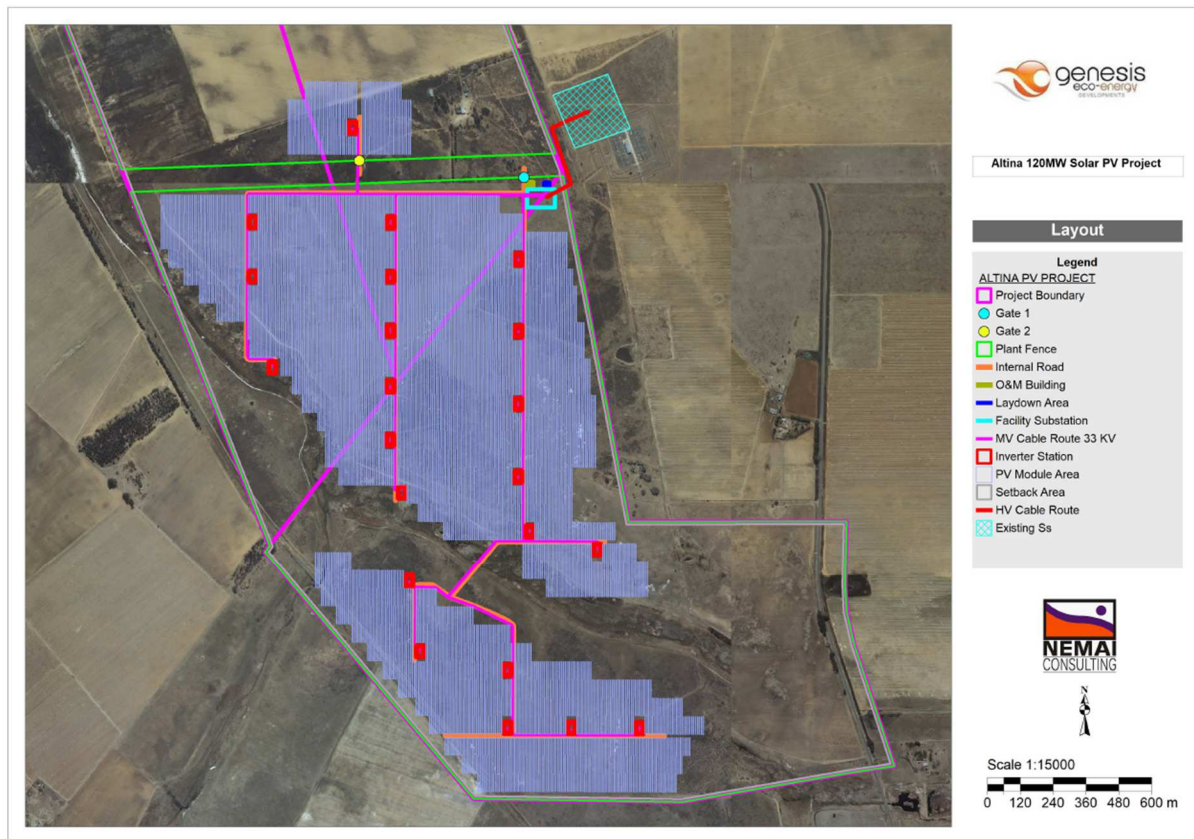 genesis
eco-energy
DEVELOPMENTS
Altina 120MW Solar PV Project
Layout
Legend
ALTINA PV PROJECT
Project Boundary
Gate 1
Gate 2
Plant Fence
Internal Road
O&M Building
Laydown Area
Facility Substation
MV Cable Route 33 KV
Inverter Station
PV Module Area
Setback Area
HV Cable Route
Existing Ss
NEMAI
CONSULTING
N
Scale 1:15000
0 120 240 360 480 600 m